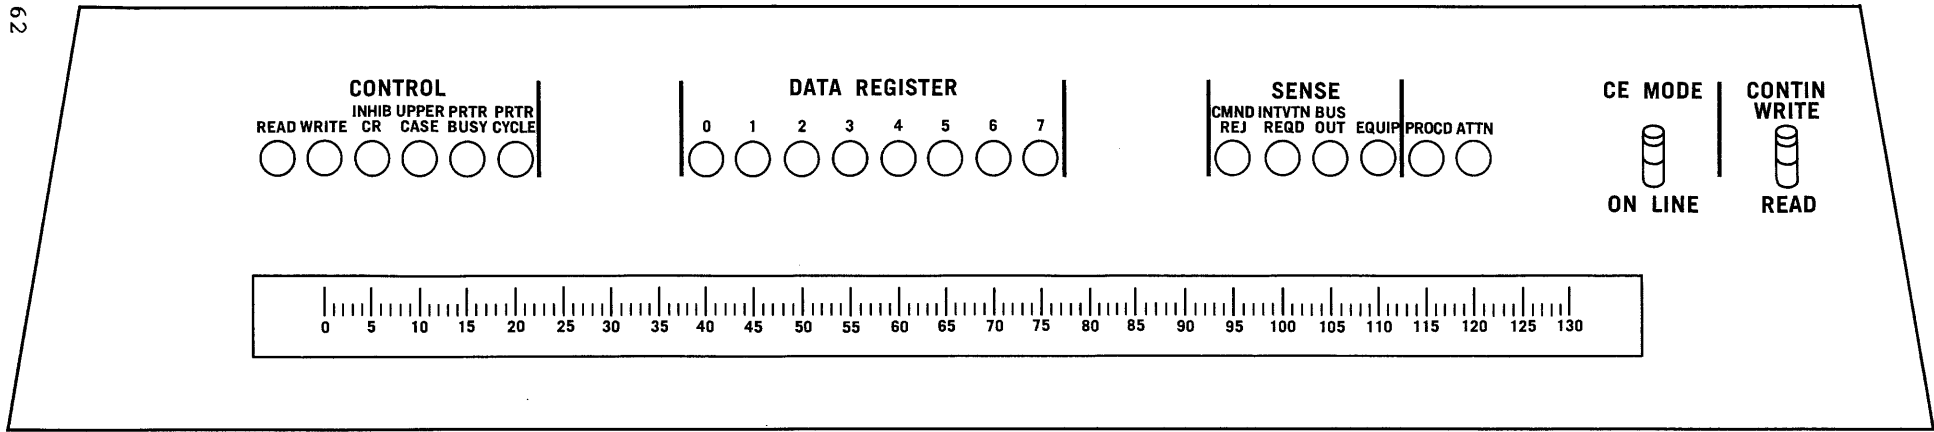 62
CONTROL
INHIB UPPER PRTR PRTR
READ WRITE CR CASE BUSY CYCLE
DATA REGISTER
0 1 2 3 4 5 6 7
SENSE
CMND INTVTN BUS
REJ REQD OUT EQUIP PROCD ATTN
CE MODE
ON LINE
CONTIN
WRITE
READ
0 5 10 15 20 25 30 35 40 45 50 55 60 65 70 75 80 85 90 95 100 105 110 115 120 125 130